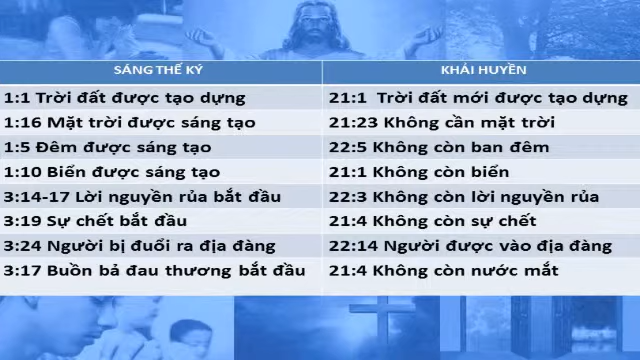 SÁNG THẾ KÝ KHẢI HUYỀN
1:1 Trời đất được tạo dựng 21:1 Trời đất mới được tạo dựng
1:16 Mặt trời được sáng tạo 21:23 Không cần mặt trời
1:5 Đêm được sáng tạo 22:5 Không còn ban đêm
1:10 Biển được sáng tạo 21:1 Không còn biển
3:14-17 Lời nguyền rủa bắt đầu 22:3 Không còn lời nguyền rủa
3:19 Sự chết bắt đầu 21:4 Không còn sự chết
3:24 Người bị đuổi ra địa đàng 22:14 Người được vào địa đàng
3:17 Buồn bả đau thương bắt đầu 21:4 Không còn nước mắt